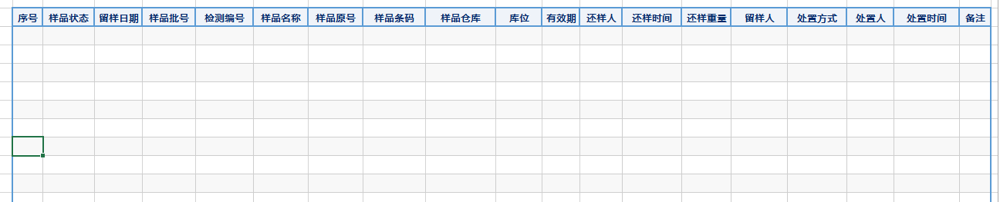 序号 样品状态 留样日期 样品批号 检测编号 样品名称 样品原号 样品条码 样品仓库 库位 有效期 还样人 还样时间 还样重量 留样人 处置方式 处置人 处置时间 备注